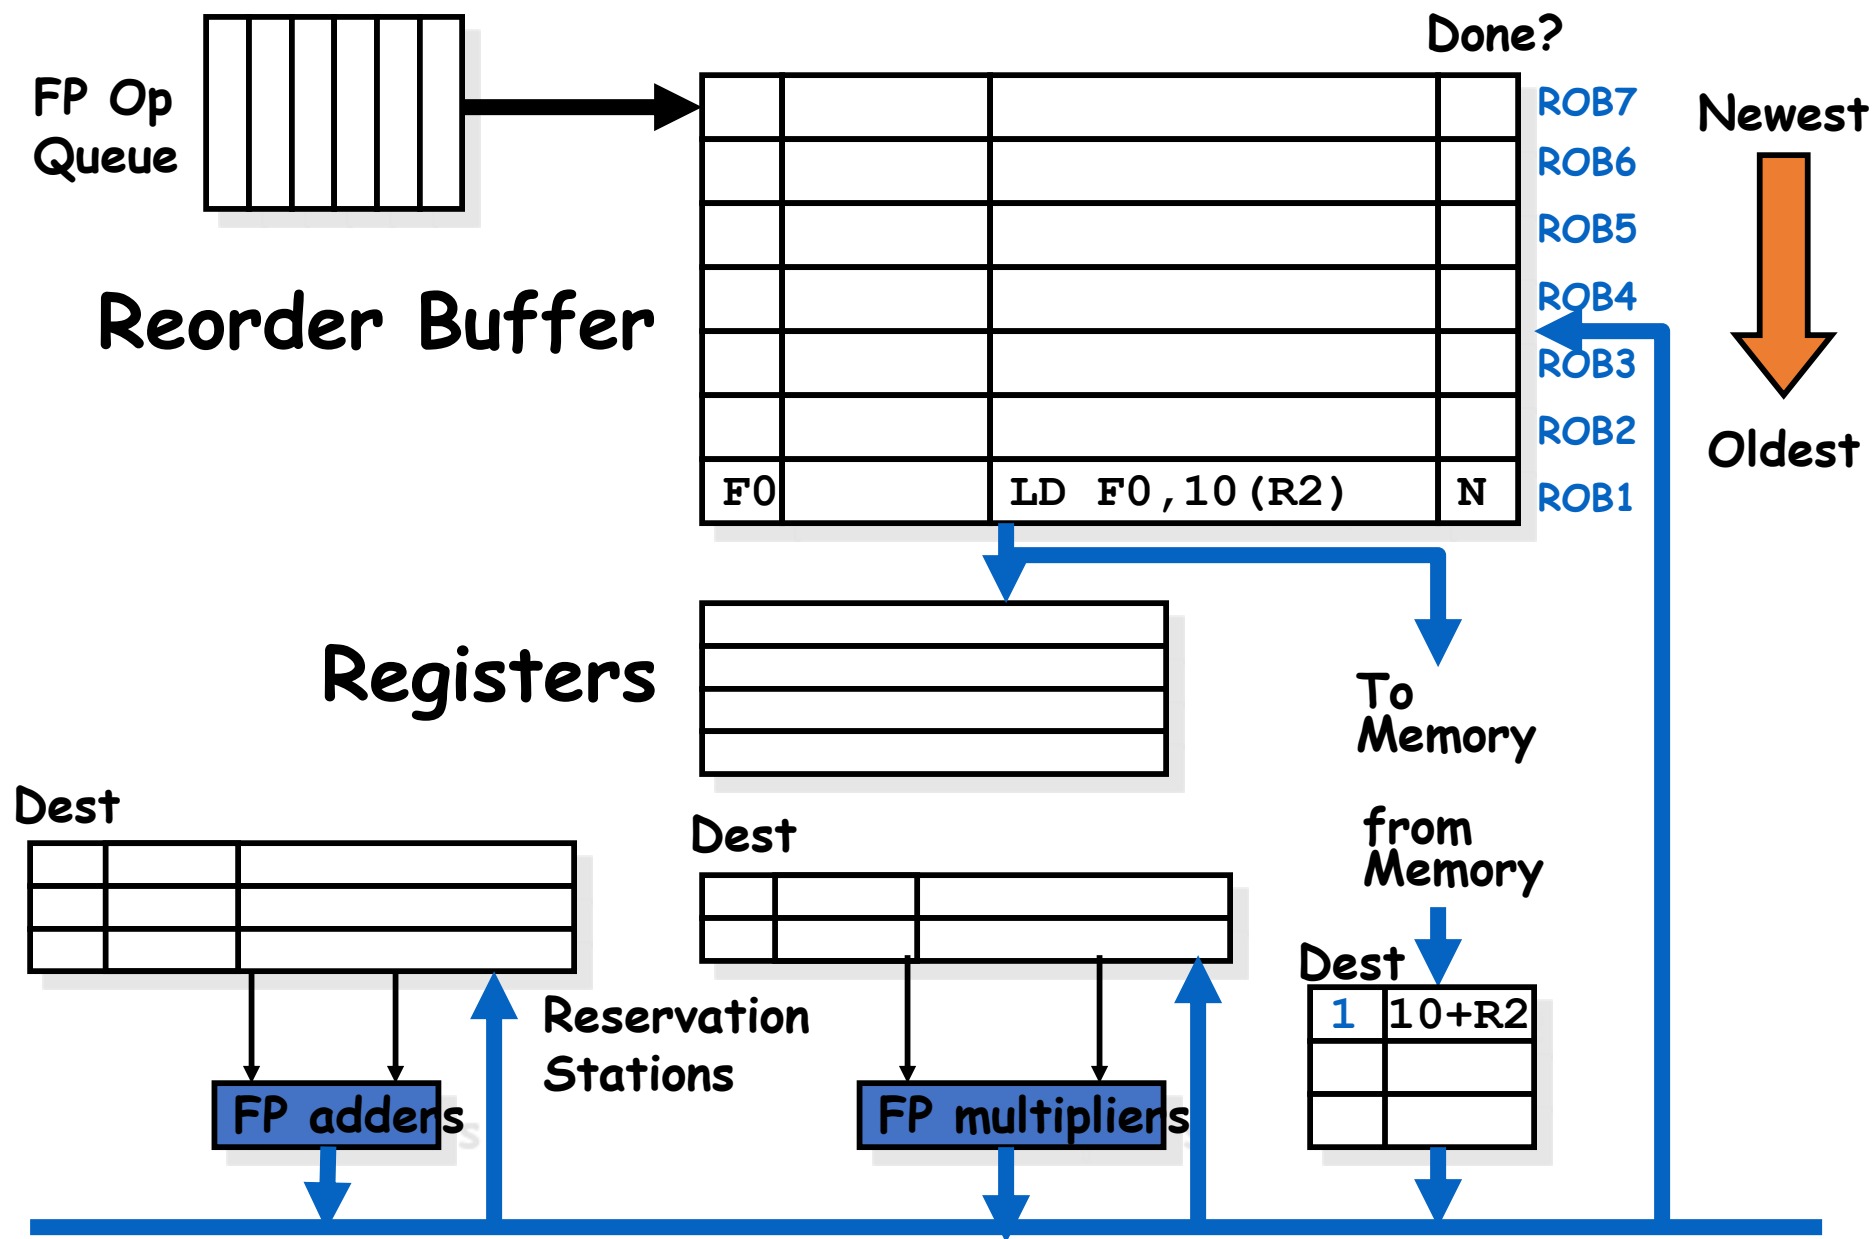 Done?
FP Op
Queue
ROB7
ROB6
ROB5
ROB4
ROB3
ROB2
ROB1
Newest
Oldest
Reorder Buffer
F0 LD F0,10(R2) N
Registers
To
Memory
from
Memory
Dest
Dest
Dest
1 10+R2
Reservation
Stations
FP adders
FP multipliers